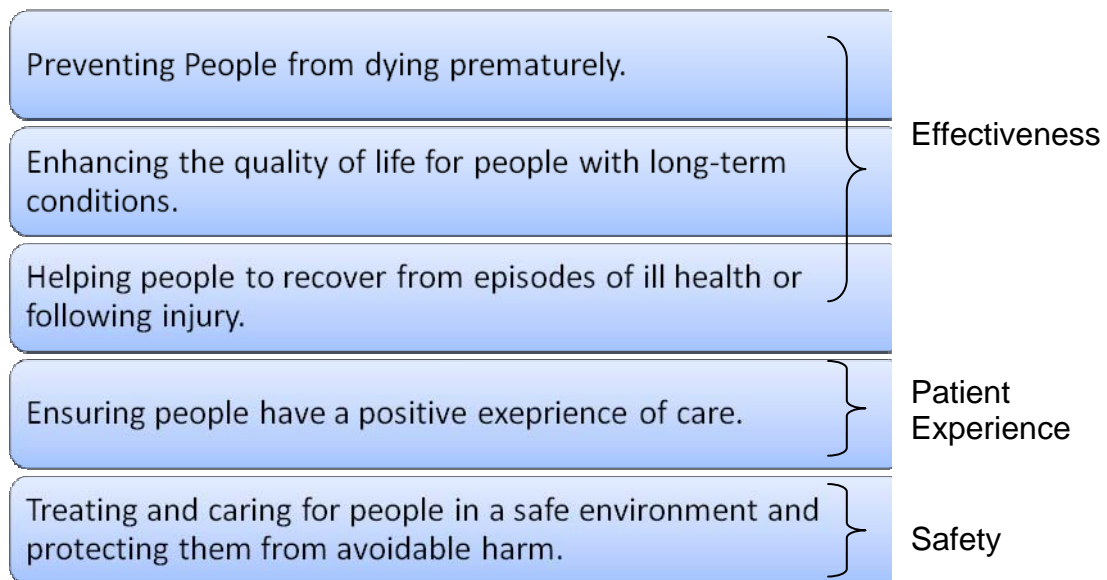 Preventing People from dying prematurely.
Effectiveness
Enhancing the quality of life for people with long-term
conditions.
Helping people to recover from episodes of ill health or
following injury.
Ensuring people have a positive exeprience of care.
Patient
Experience
Treating and caring for people in a safe environment and
protecting them from avoidable harm.
Safety